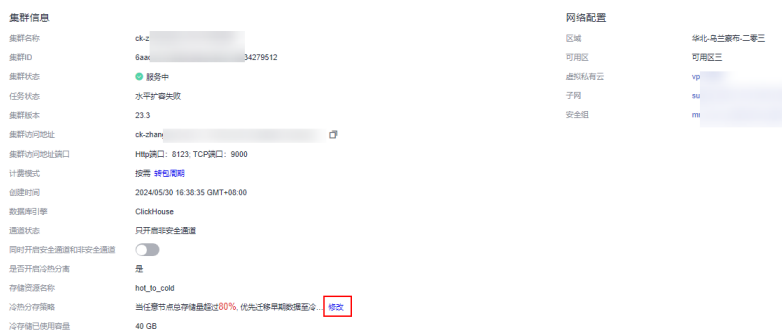 集群信息
集群名称 ck-z
集群ID 6aac 34279512
集群状态 服务中
任务状态 水平扩容失败
集群版本 23.3
集群访问地址 ck-zhang
集群访问地址端口 Http端口: 8123; TCP端口: 9000
计费模式 按需 转包周期
创建时间 2024/05/30 16:38:35 GMT+08:00
数据库引擎 ClickHouse
通道状态 只开启非安全通道
同时开启安全通道和非安全通道
是否开启冷热分离 是
存储资源名称 hot_to_cold
冷热分存策略 当任意节点总存储量超过80%, 优先迁移早期数据至冷... 修改
冷存储已使用容量 40 GB
网络配置
区域 华北-乌兰察布-二零三
可用区 可用区三
虚拟私有云 vp
子网 su
安全组